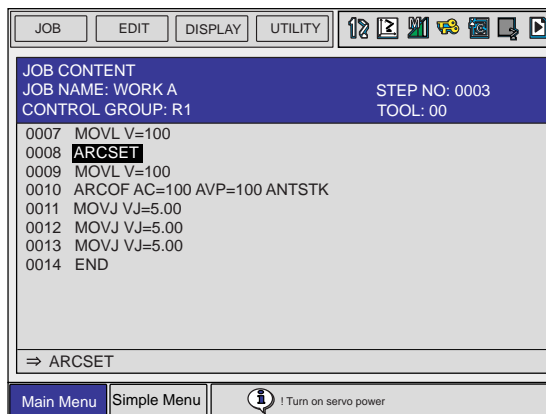 JOB EDIT DISPLAY UTILITY
JOB CONTENT
JOB NAME: WORK A STEP NO: 0003
CONTROL GROUP: R1 TOOL: 00
0007 MOVL V=100
0008 ARCSET
0009 MOVL V=100
0010 ARCOF AC=100 AVP=100 ANTSTK
0011 MOVJ VJ=5.00
0012 MOVJ VJ=5.00
0013 MOVJ VJ=5.00
0014 END
⇒ ARCSET
Main Menu Simple Menu ! Turn on servo power